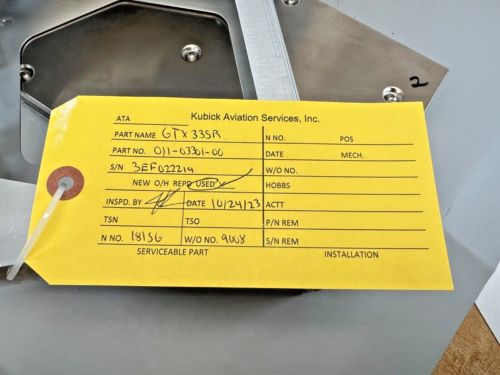 2
Kubick Aviation Services, Inc.
ATA
PART NAME GTX 33SR N NO. POS
PART NO. 011-03301-00 DATE MECH.
S/N 3EF022214 W/O NO.
NEW O/H REPD USED HOBBS
INSPD. BY DATE 10/24/23 ACTT
TSN TSO P/N REM
N NO. 1815G W/O NO. 9008 S/N REM
SERVICEABLE PART INSTALLATION